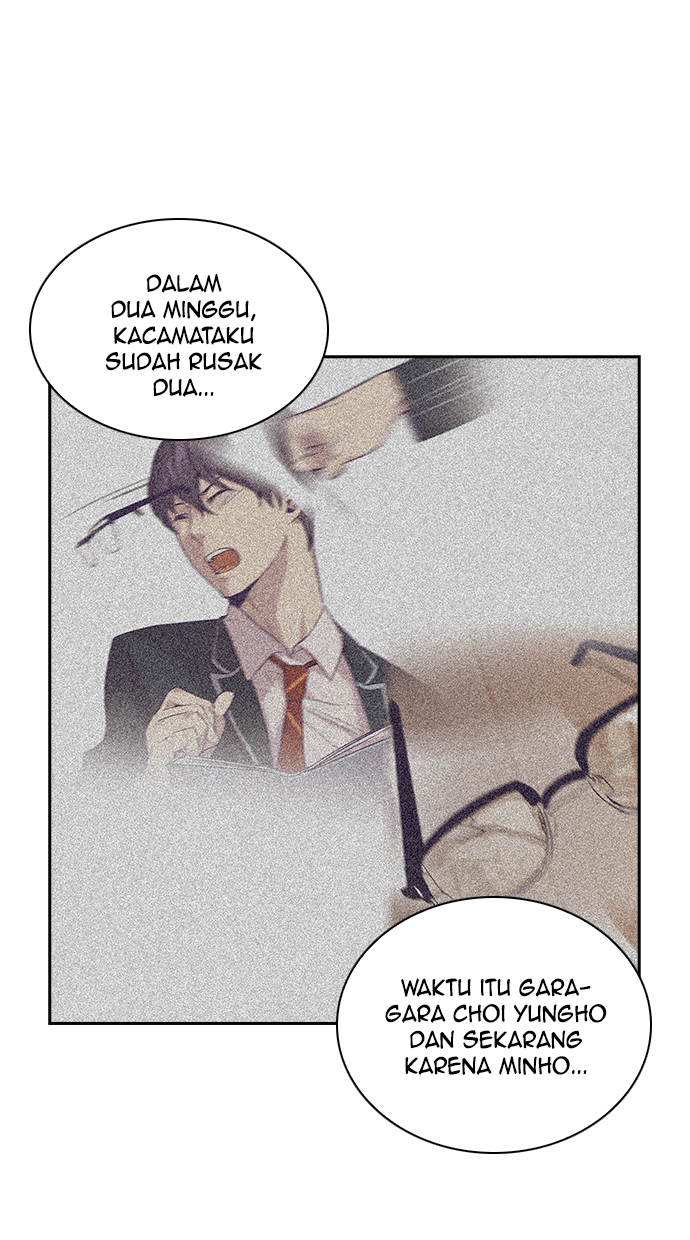 DALAM
DUA MINGGU,
KACAMATAKU
SUDAH RUSAK
DUA...
WAKTU ITU GARA-
GARA CHOI YUNGHO
DAN SEKARANG
KARENA MINHO...